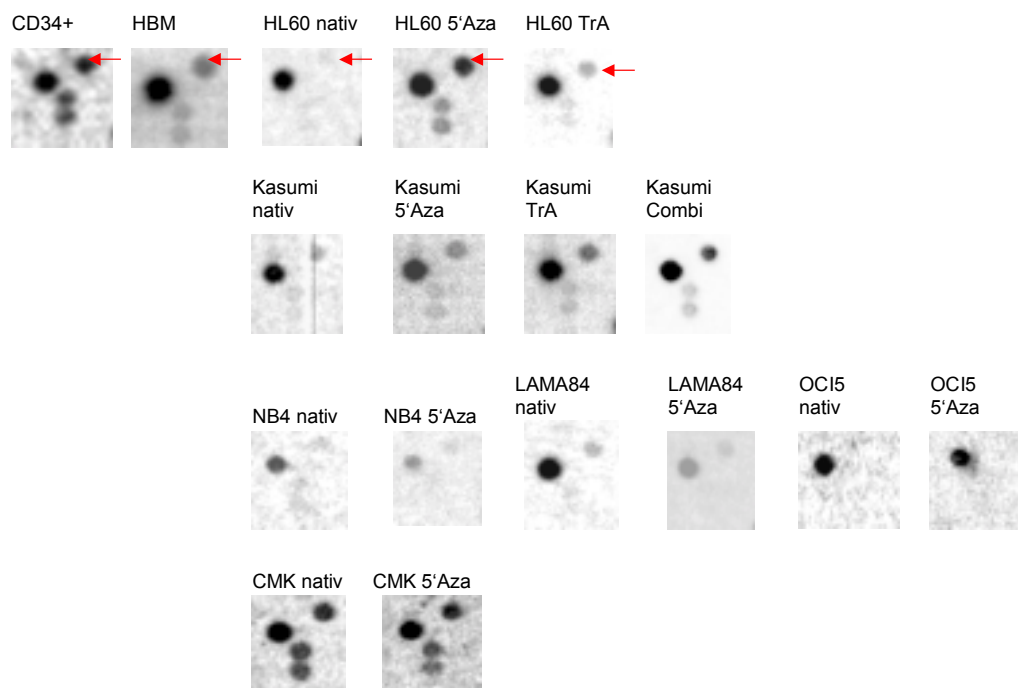 CD34+ HBM HL60 nativ HL60 5‘Aza HL60 TrA
Kasumi nativ
Kasumi 5‘Aza
Kasumi TrA
Kasumi Combi
NB4 nativ NB4 5‘Aza
LAMA84 nativ
LAMA84 5‘Aza
OCI5 nativ
OCI5 5‘Aza
CMK nativ CMK 5‘Aza